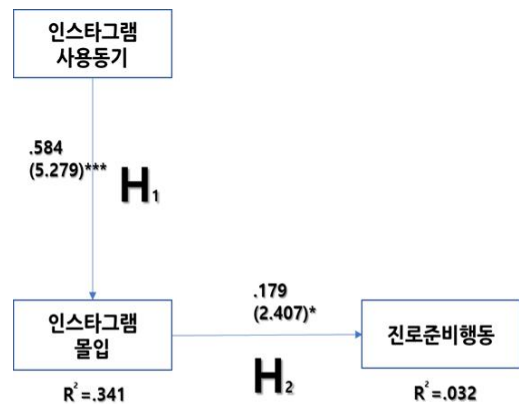 인스타그램
사용동기
.584
(5.279)***
H₁
인스타그램
몰입
R²=.341
.179
(2.407)*
H₂
진로준비행동
R²=.032